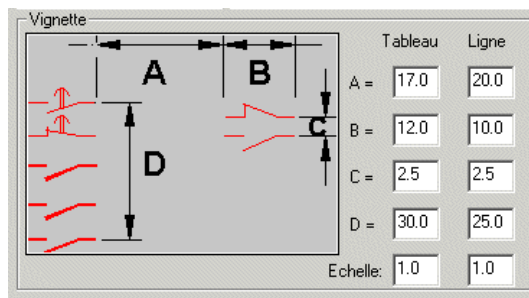 Vignette
Tableau Ligne
A B
C
D
A = 17.0 20.0
B = 12.0 10.0
C = 2.5 2.5
D = 30.0 25.0
Echelle: 1.0 1.0